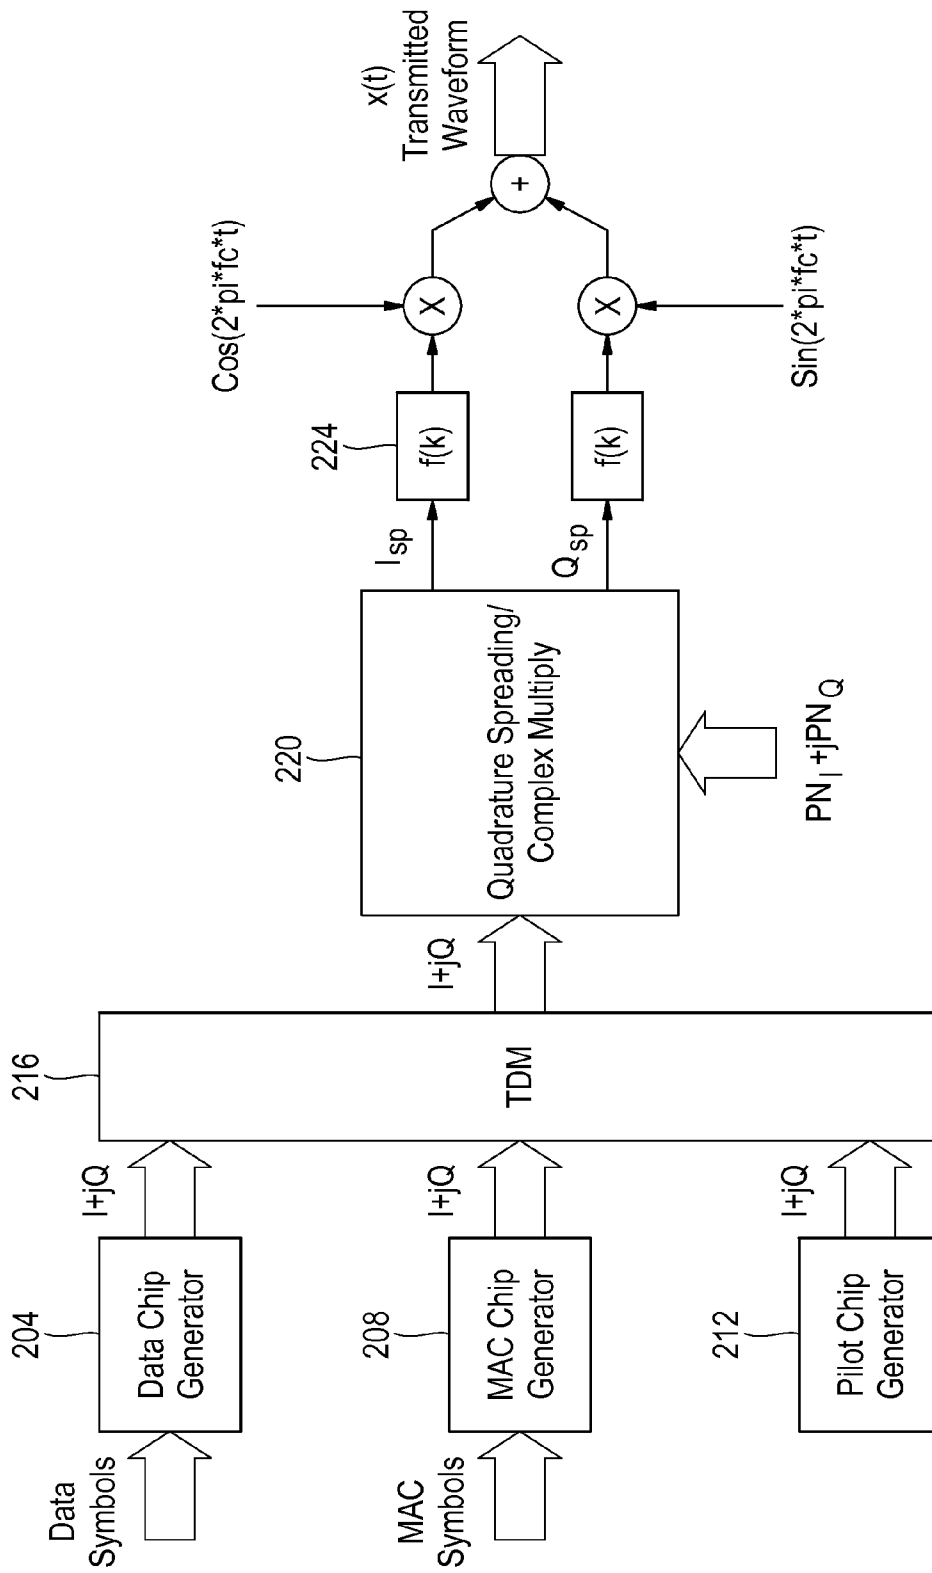 Data
Symbols
204
Data Chip
Generator
I+jQ
MAC
Symbols
208
MAC Chip
Generator
I+jQ
212
Pilot Chip
Generator
I+jQ
216
TDM
I+jQ
220
Quadrature Spreading/
Complex Multiply
PN_I +jPN_Q
I_sp
Q_sp
224
f(k)
f(k)
Cos(2*pi*fc*t)
X
X
Sin(2*pi*fc*t)
+
x(t)
Transmitted
Waveform